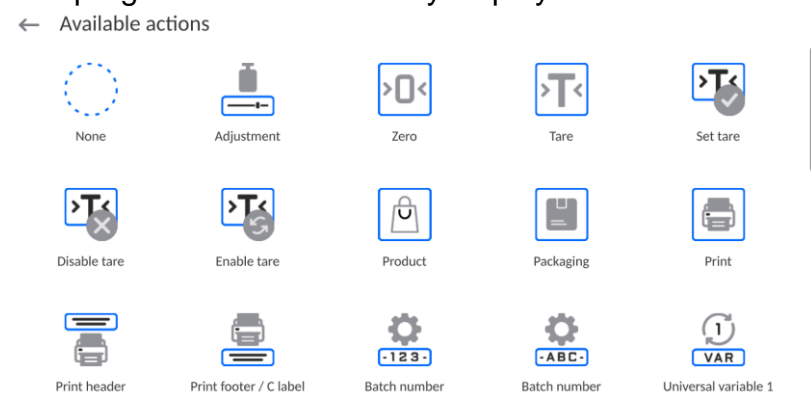 ← Available actions
>0< >T< >T<
None Adjustment Zero Tare Set tare
>T< >T<
Disable tare Enable tare Product Packaging Print
-123- -ABC- 1 VAR
Print header Print footer / C label Batch number Batch number Universal variable 1